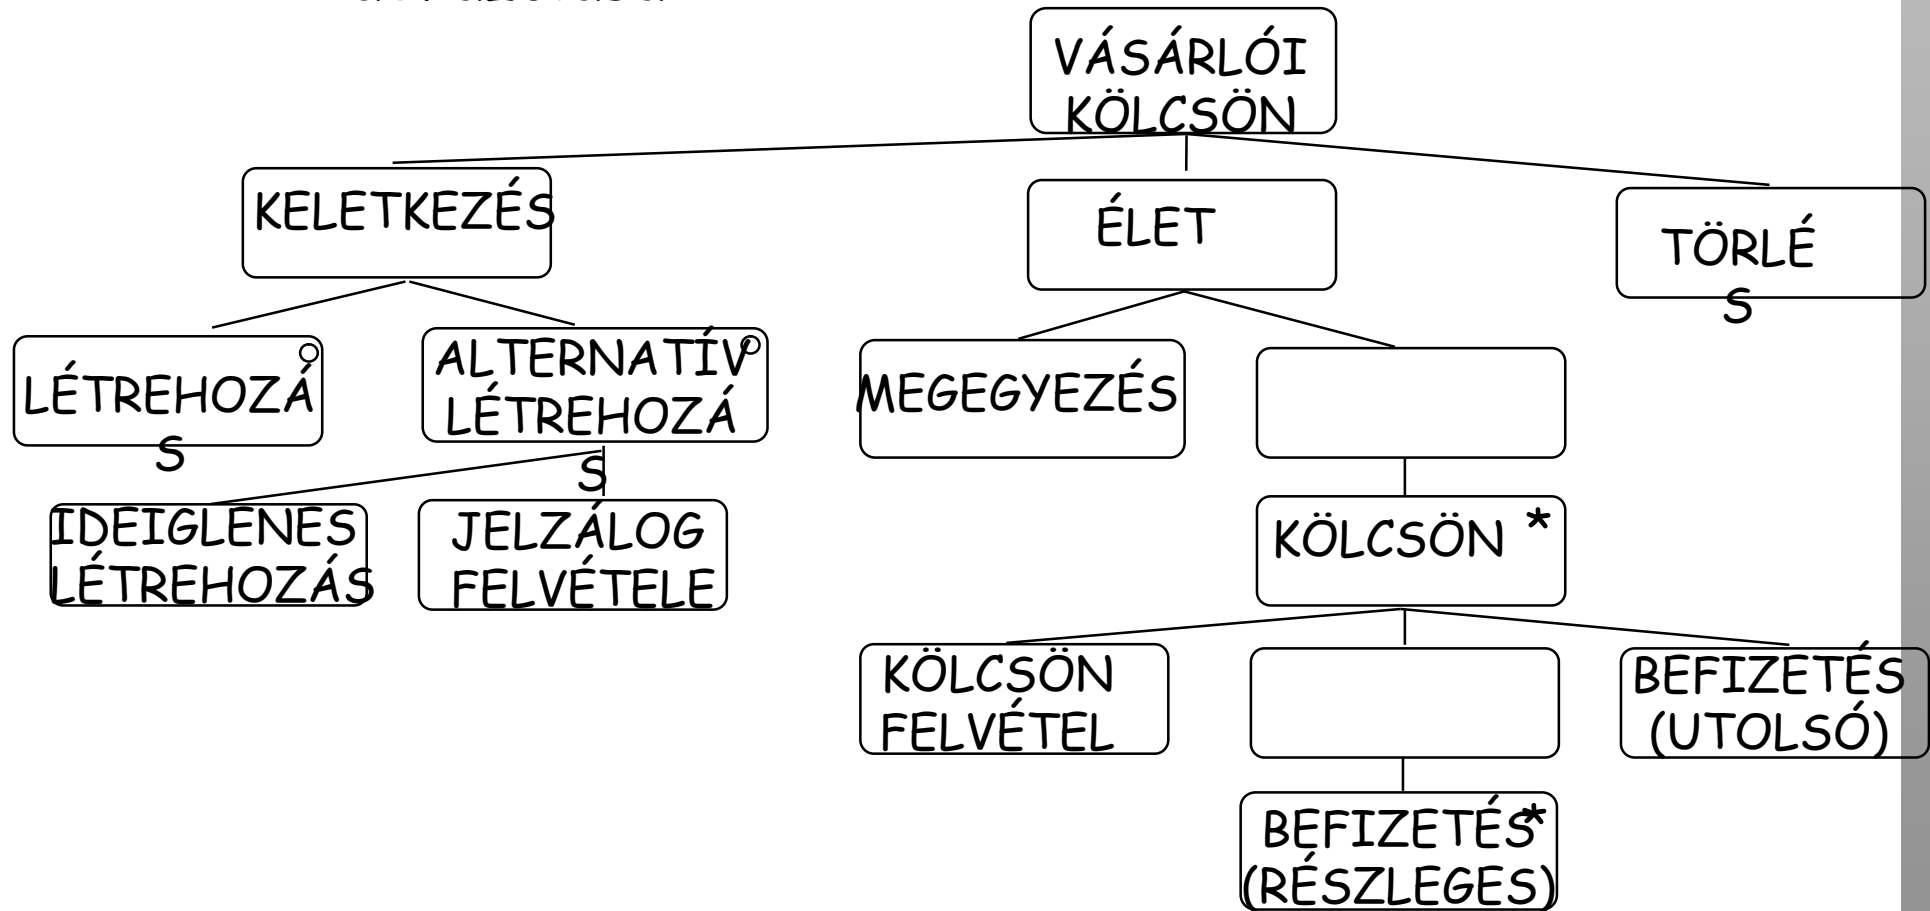 VÁSÁRLÓI
KÖLCSÖN
KELETKEZÉS
ÉLET
TÖRLÉ
S
LÉTREHOZÁ
S
ALTERNATÍV
LÉTREHOZÁ
S
MEGEGYEZÉS
IDEIGLENES
LÉTREHOZÁS
JELZÁLOG
FELVÉTELE
KÖLCSÖN *
KÖLCSÖN
FELVÉTEL
BEFIZETÉS
(UTOLSÓ)
BEFIZETÉS*
(RÉSZLEGES)